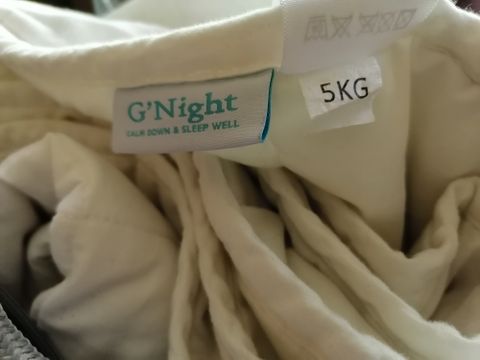 G'Night
CALM DOWN & SLEEP WELL
5KG